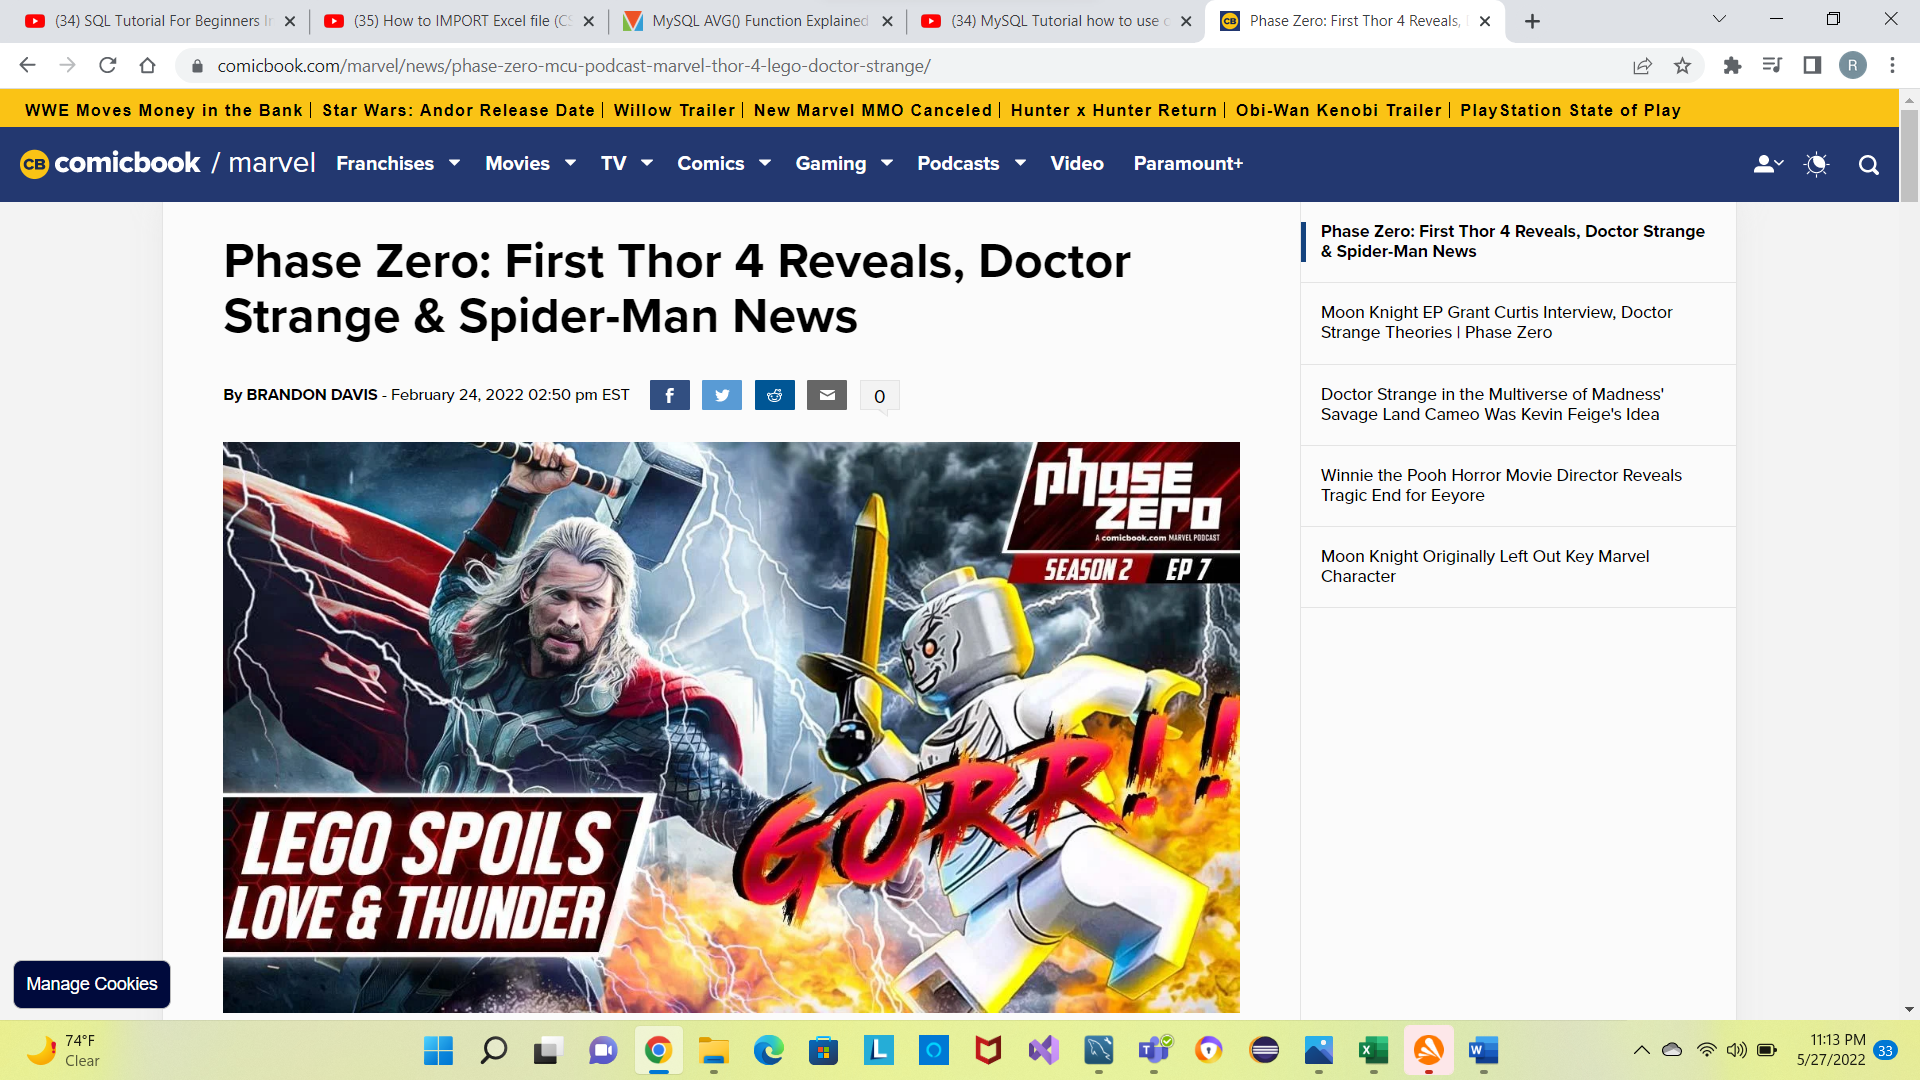 (34) SQL Tutorial For Beginners I
(35) How to IMPORT Excel file (CS
MySQL AVG() Function Explained
(34) MySQL Tutorial how to use c
Phase Zero: First Thor 4 Reveals,
comicbook.com/marvel/news/phase-zero-mcu-podcast-marvel-thor-4-lego-doctor-strange/
R
WWE Moves Money in the Bank | Star Wars: Andor Release Date | Willow Trailer | New Marvel MMO Canceled | Hunter x Hunter Return | Obi-Wan Kenobi Trailer | PlayStation State of Play
CB comicbook / marvel Franchises Movies TV Comics Gaming Podcasts Video Paramount+
Phase Zero: First Thor 4 Reveals, Doctor
Strange & Spider-Man News
By BRANDON DAVIS - February 24, 2022 02:50 pm EST
0
phase
zero
A comicbook.com MARVEL PODCAST
SEASON 2 EP 7
GORR!!
LEGO SPOILS
LOVE & THUNDER
Phase Zero: First Thor 4 Reveals, Doctor Strange
& Spider-Man News
Moon Knight EP Grant Curtis Interview, Doctor
Strange Theories | Phase Zero
Doctor Strange in the Multiverse of Madness'
Savage Land Cameo Was Kevin Feige's Idea
Winnie the Pooh Horror Movie Director Reveals
Tragic End for Eeyore
Moon Knight Originally Left Out Key Marvel
Character
Manage Cookies
74°F
Clear
11:13 PM
5/27/2022
33